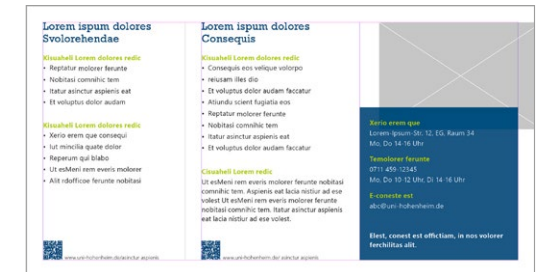 Lorem ispum dolores
Svolorehendae
Kisuaheli Lorem dolores redic
• Reptatur molorer ferunte
• Nobitasi comnihic tem
• Itatur asinctur aspienis eat
• Et voluptus dolor audam
Kisuaheli Lorem dolores redic
• Xerio erem que consequi
• Iut mincilia quate dolor
• Reperum qui blabo
• Ut esMeni rem everis molorer
• Alit ferunte nobitasi
www.uni-hohenheim.de/acinctur aspienis
Lorem ispum dolores
Consequis
Kisuaheli Lorem dolores redic
• Consequis eos velique volorpo
• reiusam illes dio
• Et voluptus dolor audam faccatur
• Atiundu scient fugiatia eos
• Reptatur molorer ferunte
• Nobitasi comnihic tem
• Itatur asinctur aspienis eat
• Et voluptus dolor audam faccatur
Cisuaheli Lorem redic
Ut esMeni rem everis molorer ferunte nobitasi
comnihic tem. Aspienis eat lacia nistiur ad ese
volest Ut esMeni rem everis molorer ferunte
nobitasi comnihic tem. Itatur asinctur aspienis
eat lacia nistiur ad ese volest.
www.uni-hohenheim.de/ asinctur aspienis
Xerio erem que
Lorem-Ipsum-Str. 12, EG, Raum 34
Mo, Do 14-16 Uhr
Temolorer ferunte
0711 459-12345
Mo, Do 10-12 Uhr, Di 14-16 Uhr
E-coneste est
abc@uni-hohenheim.de
Elest, conest est offictiam, in nos volorer
ferchilitas alit.